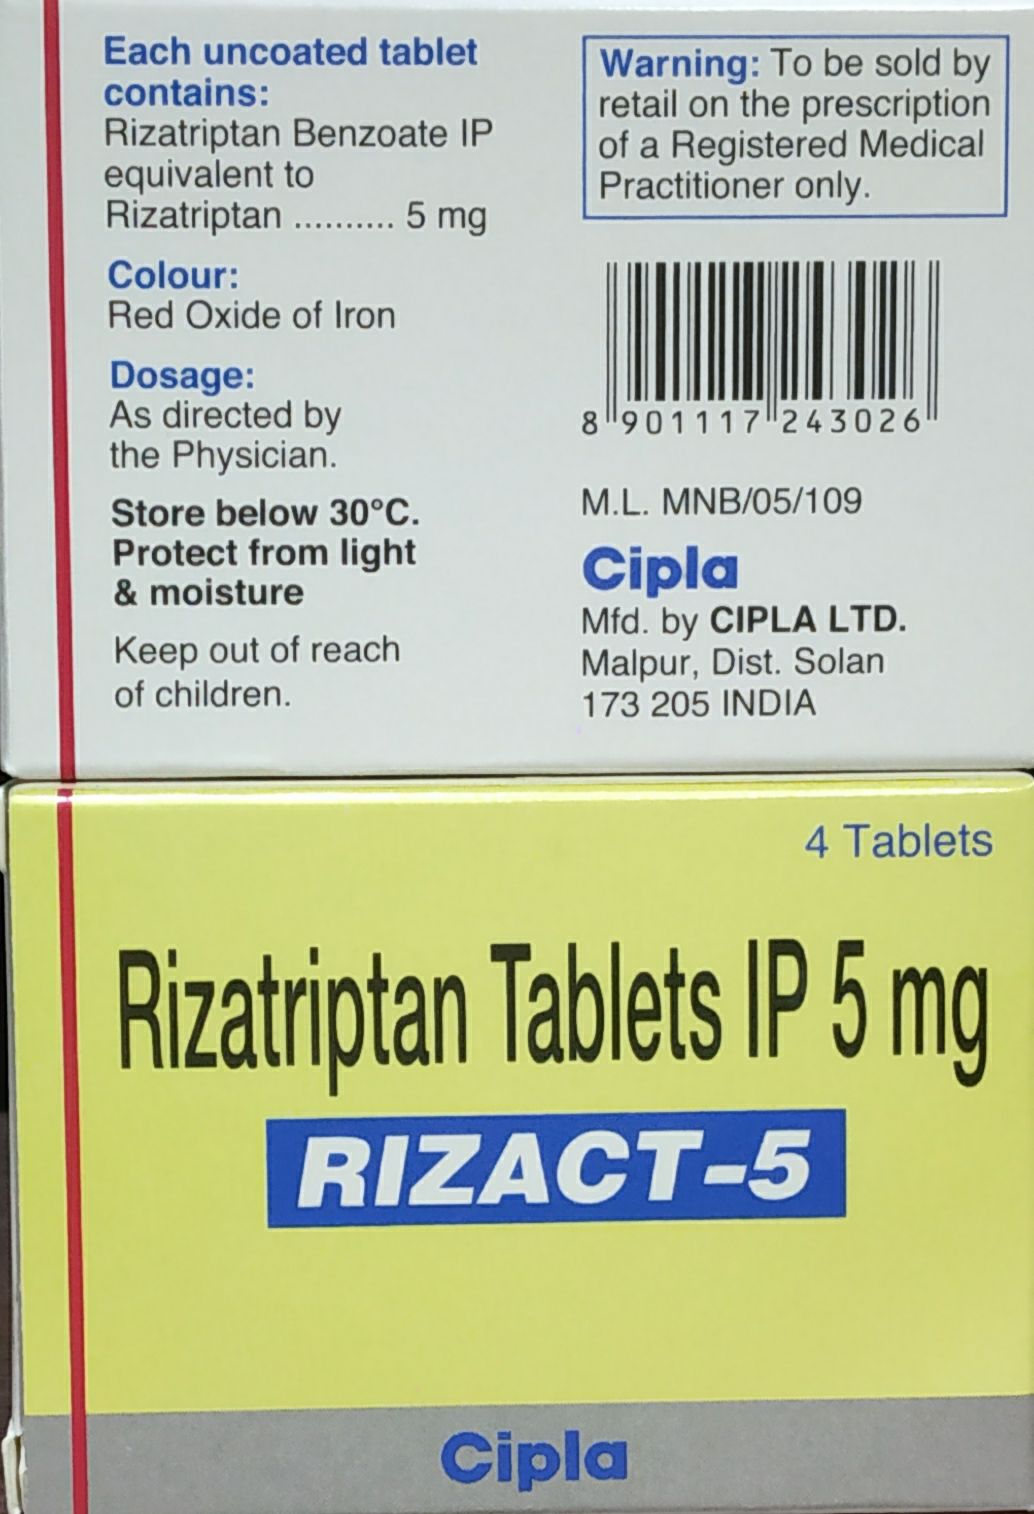 Each uncoated tablet
contains:
Rizatriptan Benzoate IP
equivalent to
Rizatriptan .......... 5 mg
Colour:
Red Oxide of Iron
Dosage:
As directed by
the Physician.
Store below 30°C.
Protect from light
& moisture
Keep out of reach
of children.
Warning: To be sold by
retail on the prescription
of a Registered Medical
Practitioner only.
8 901117 243026
M.L. MNB/05/109
Cipla
Mfd. by CIPLA LTD.
Malpur, Dist. Solan
173 205 INDIA
4 Tablets
Rizatriptan Tablets IP 5 mg
RIZACT-5
Cipla